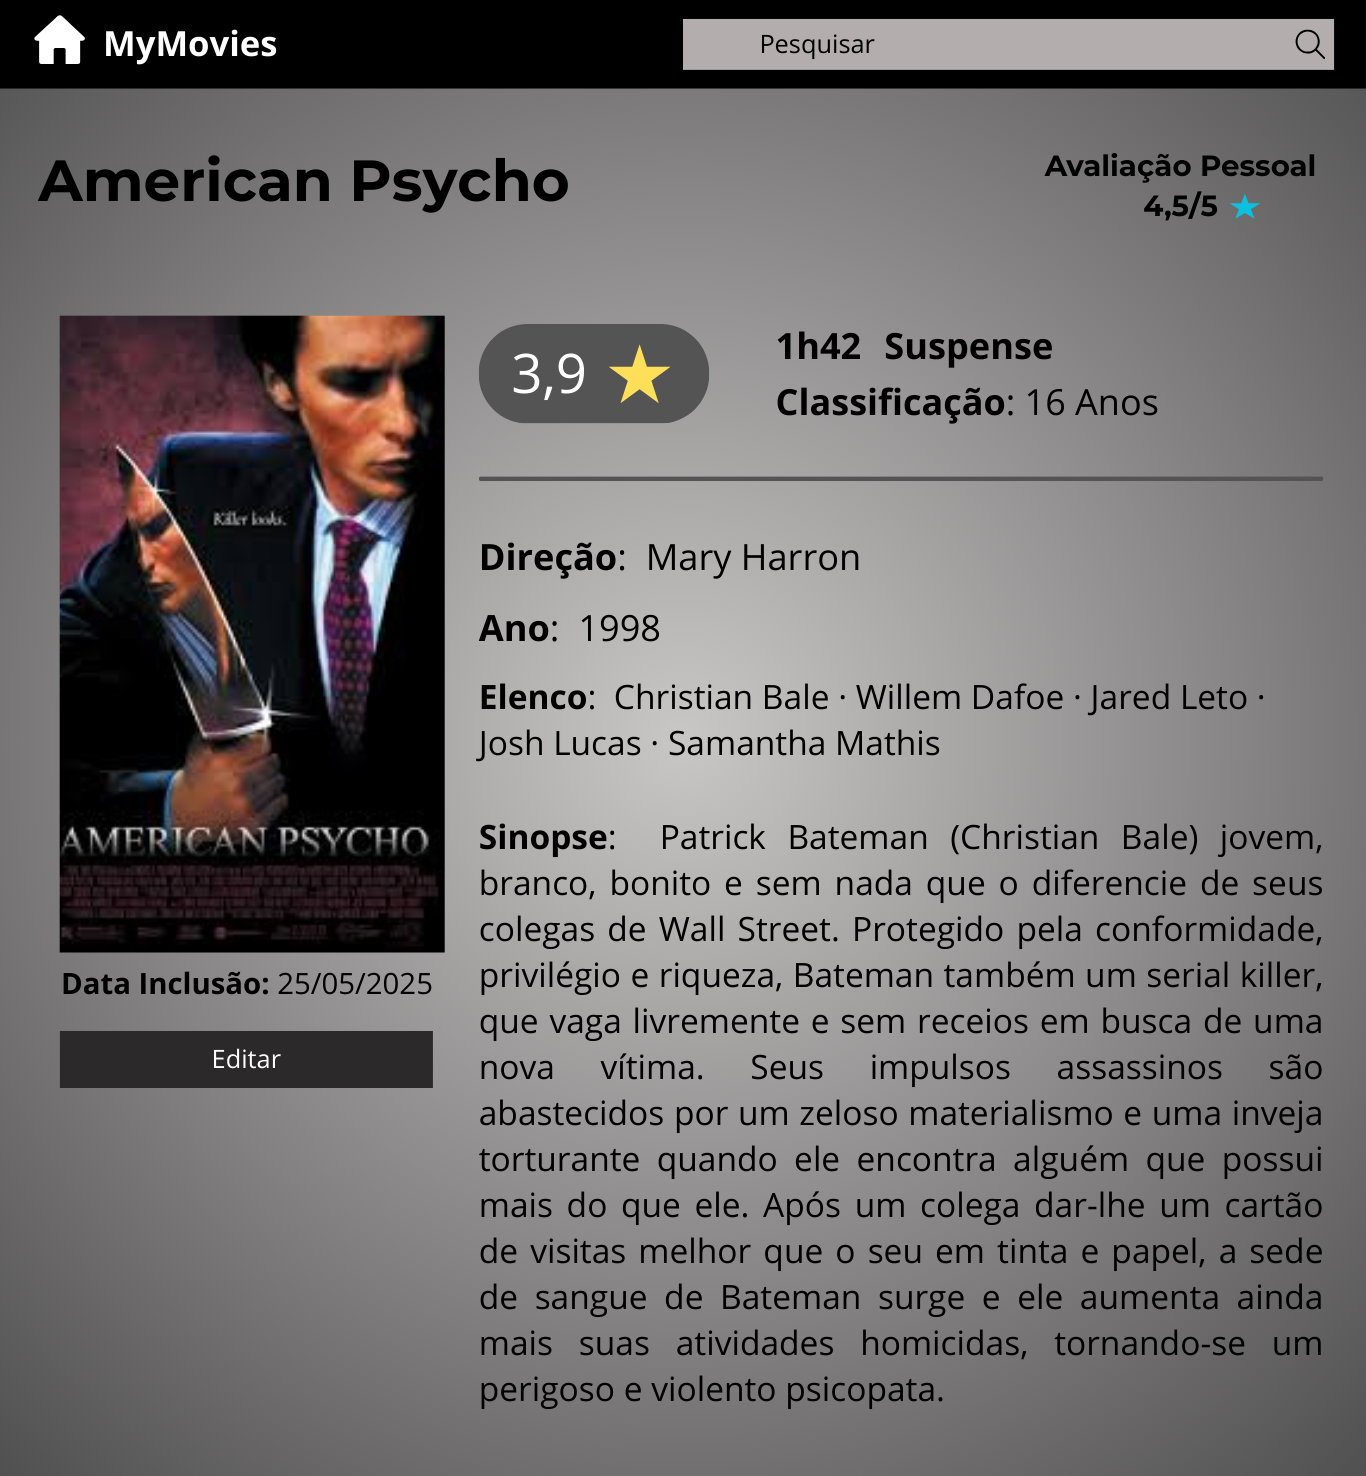 MyMovies
Pesquisar
American Psycho
Avaliação Pessoal
4,5/5
3,9
1h42 Suspense
Classificação: 16 Anos
Killer looks.
AMERICAN PSYCHO
Data Inclusão: 25/05/2025
Editar
Direção: Mary Harron
Ano: 1998
Elenco: Christian Bale · Willem Dafoe · Jared Leto ·
Josh Lucas · Samantha Mathis
Sinopse: Patrick Bateman (Christian Bale) jovem,
branco, bonito e sem nada que o diferencie de seus
colegas de Wall Street. Protegido pela conformidade,
privilégio e riqueza, Bateman também um serial killer,
que vaga livremente e sem receios em busca de uma
nova vítima. Seus impulsos assassinos são
abastecidos por um zeloso materialismo e uma inveja
torturante quando ele encontra alguém que possui
mais do que ele. Após um colega dar-lhe um cartão
de visitas melhor que o seu em tinta e papel, a sede
de sangue de Bateman surge e ele aumenta ainda
mais suas atividades homicidas, tornando-se um
perigoso e violento psicopata.